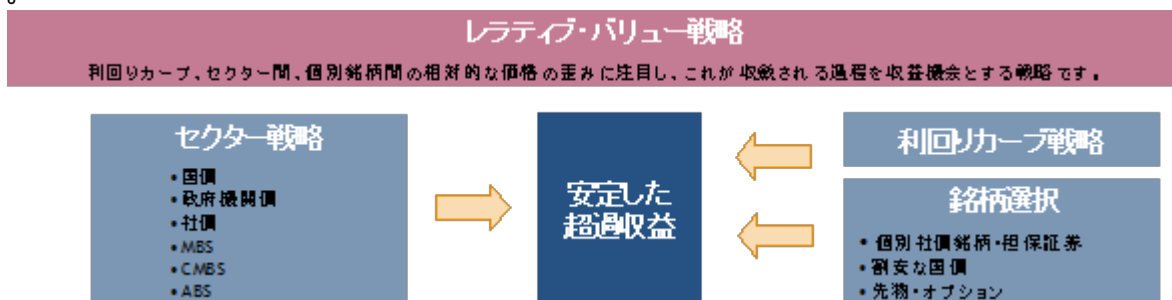 レラティブ・バリュー戦略
利回りカーブ、セクター間、個別銘柄間の相対的な価格の歪みに注目し、これが収斂される過程を収益機会とする戦略です。
セクター戦略
• 国債
• 政府機関債
• 社債
• MBS
• CMBS
• ABS
安定した
超過収益
利回りカーブ戦略
銘柄選択
• 個別社債銘柄・担保証券
• 割安な国債
• 先物・オプション